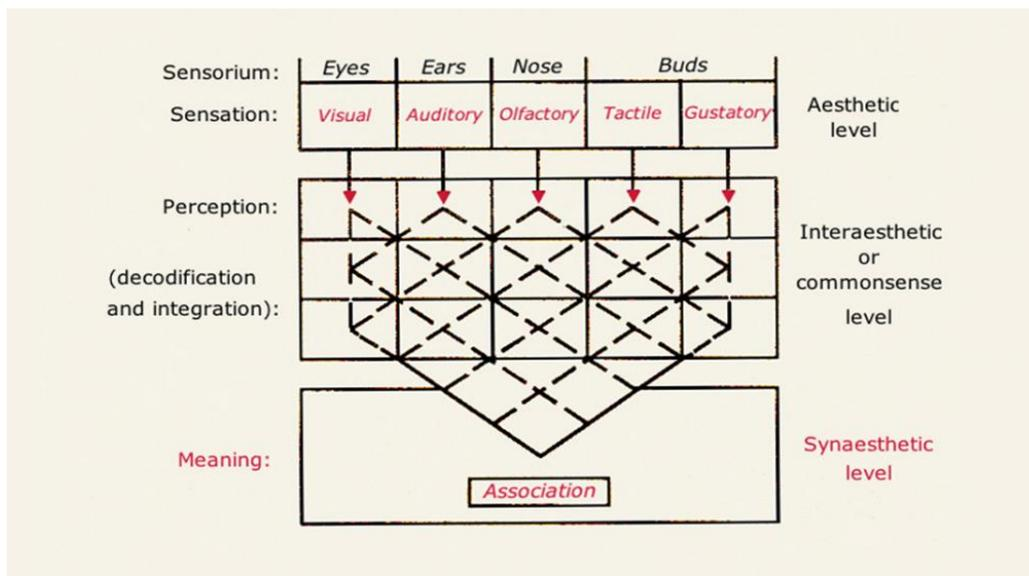 Sensorium: Eyes Ears Nose Buds
Sensation: Visual Auditory Olfactory Tactile Gustatory
Aesthetic
level
Perception:
(decodification
and integration):
Interaesthetic
or
commonsense
level
Meaning:
Synaesthetic
level
Association